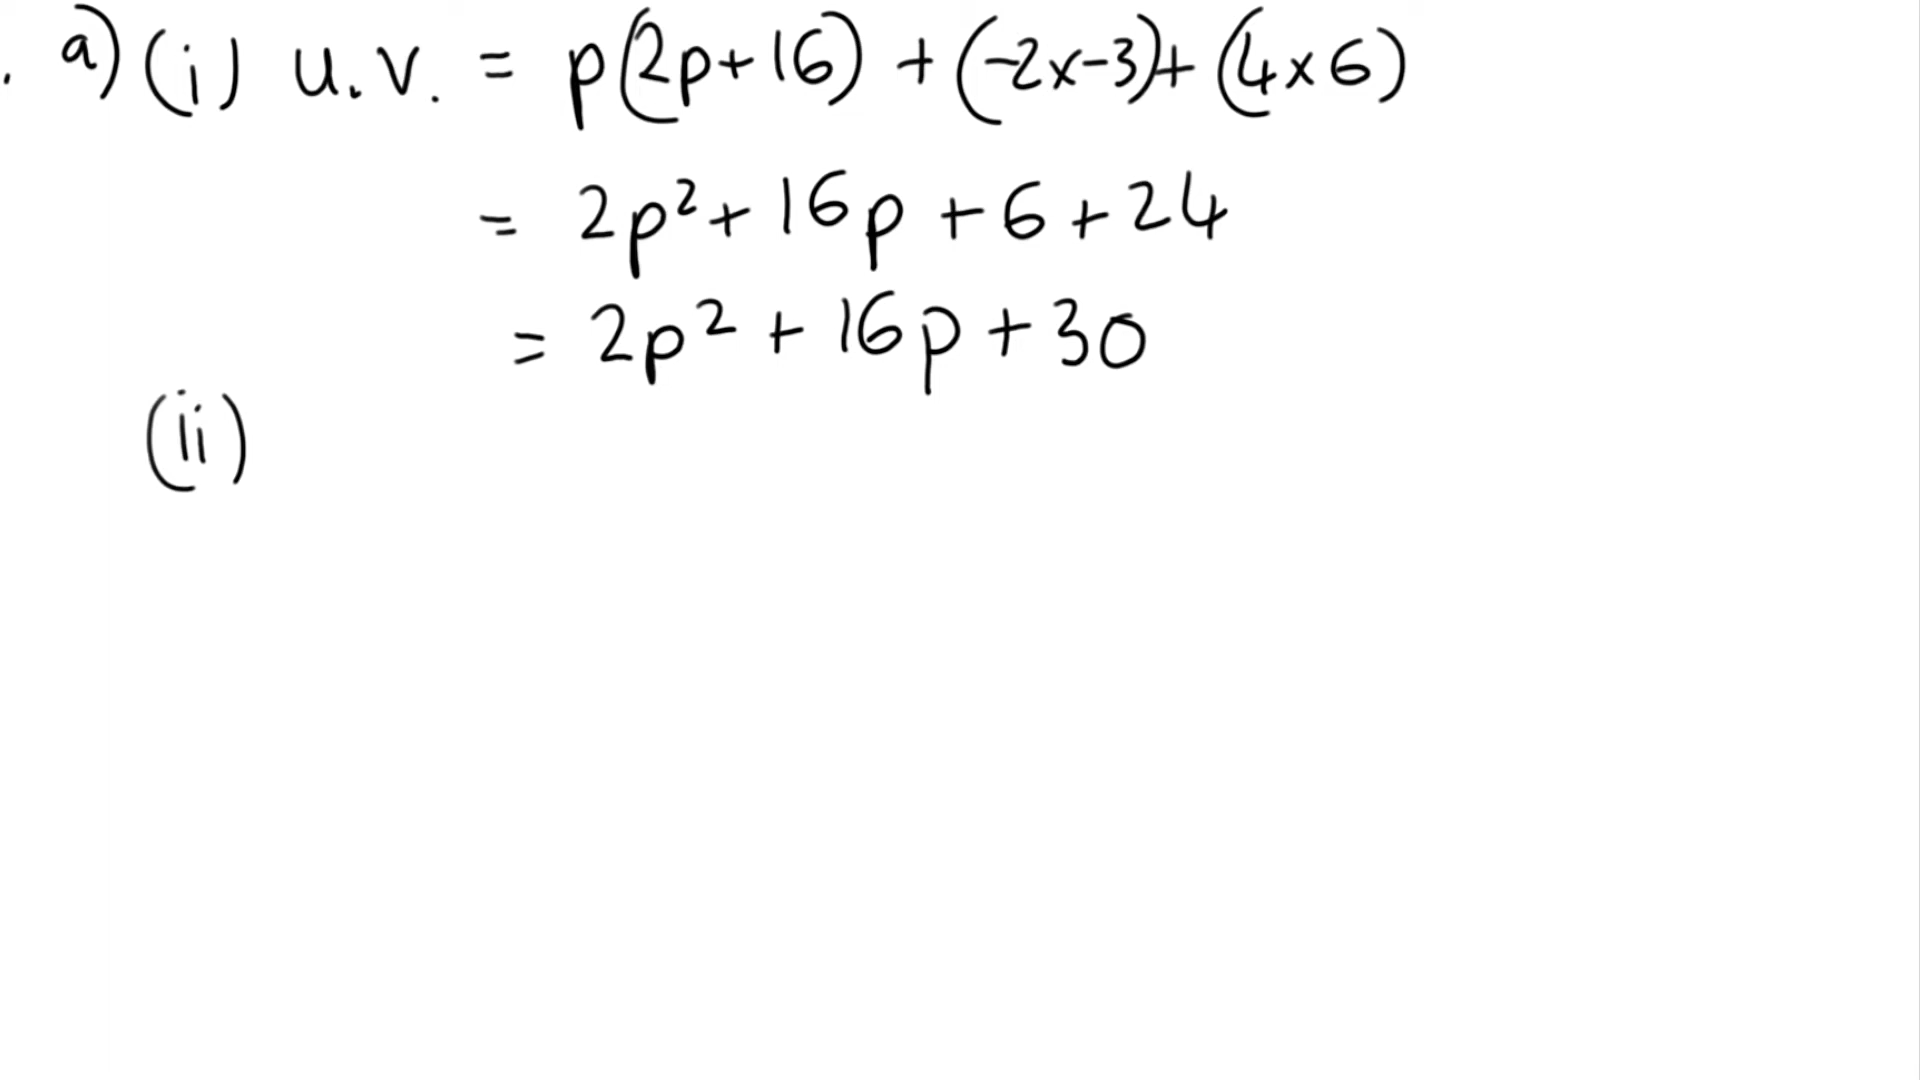 . a) (i) u.v. = p(2p+16) + (-2x-3)+(4x6)
= 2p²+16p+6+24
= 2p²+16p+30
(ii)